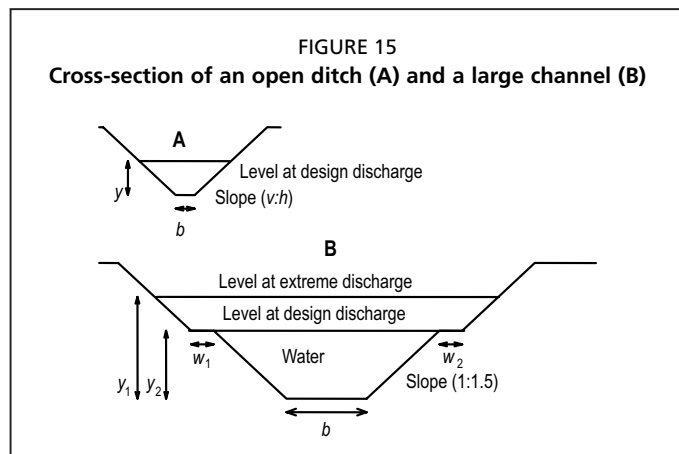 FIGURE 15
Cross-section of an open ditch (A) and a large channel (B)
A
Level at design discharge
y
Slope (v:h)
b
B
Level at extreme discharge
Level at design discharge
w1
Water
w2
y1
y2
Slope (1:1.5)
b